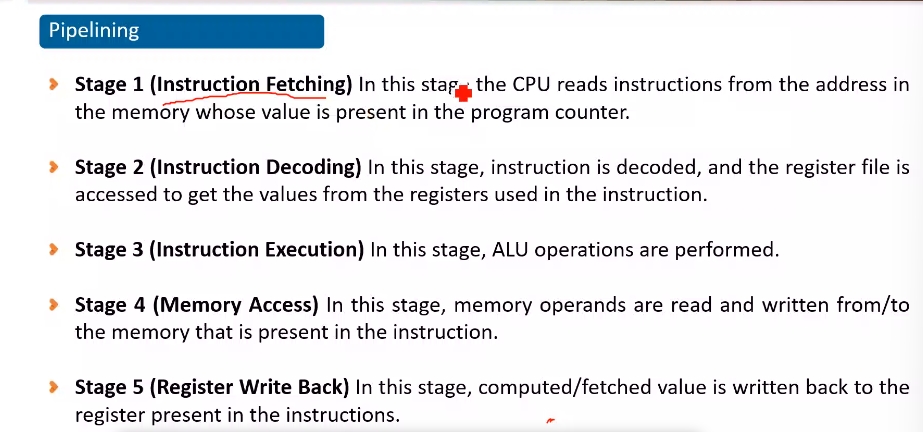 Pipelining
Stage 1 (Instruction Fetching) In this stage, the CPU reads instructions from the address in
the memory whose value is present in the program counter.
Stage 2 (Instruction Decoding) In this stage, instruction is decoded, and the register file is
accessed to get the values from the registers used in the instruction.
Stage 3 (Instruction Execution) In this stage, ALU operations are performed.
Stage 4 (Memory Access) In this stage, memory operands are read and written from/to
the memory that is present in the instruction.
Stage 5 (Register Write Back) In this stage, computed/fetched value is written back to the
register present in the instructions.